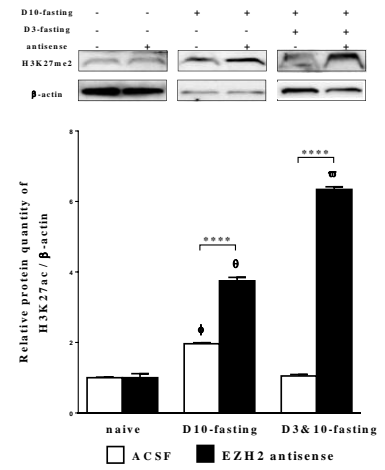 D10-fasting - - + + + +
D3-fasting - - - - + +
antisense - + - + - +
H3K27me2
β-actin
Relative protein quantity of
H3K27ac / β-actin
8
6
4
2
0
****
****
ϕ
θ
ϖ
naive D10-fasting D3&10-fasting
ACSF EZH2 antisense